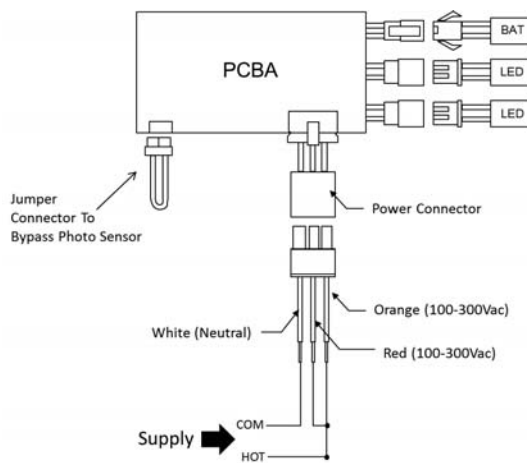 BAT
PCBA
LED
LED
Jumper
Connector To
Bypass Photo Sensor
Power Connector
Orange (100-300Vac)
White (Neutral)
Red (100-300Vac)
COM
Supply
HOT